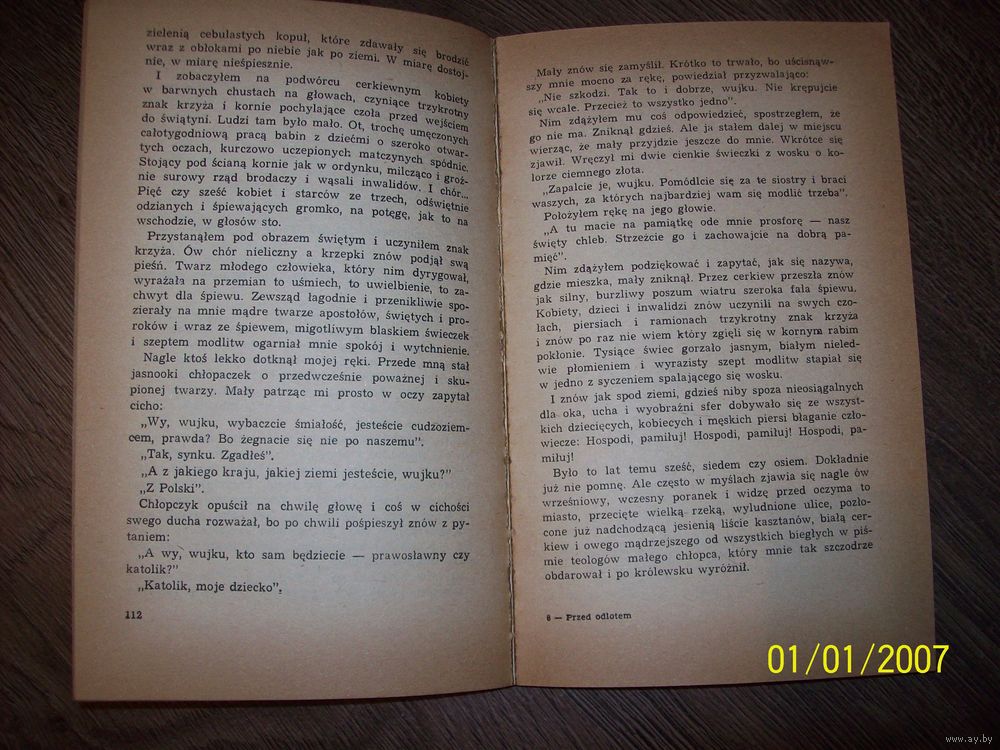 zielenią cebulastych kopuł, które zdawały się brodzić
wraz z obłokami po niebie jak po ziemi. W miarę dostoj-
nie, w miarę nieśpiesznie.
I zobaczyłem na podwórcu cerkiewnym kobiety
w barwnych chustach na głowach, czyniące trzykrotny
znak krzyża i kornie pochylające czoła przed wejściem
do świątyni. Ludzi tam było mało. Ot, trochę umęczonych
całotygodniową pracą babin z dziećmi o szeroko otwar-
tych oczach, kurczowo uczepionych matczynych spódnic.
Stojący pod ścianą kornie jak w ordynku, milcząco i groź-
nie surowy rząd brodaczy i wąsali inwalidów. I chór...
Pięć czy sześć kobiet i starców ze trzech, odświętnie
odzianych i śpiewających gromko, na potęgę, jak to na
wschodzie, w głosów sto.
Przystanąłem pod obrazem świętym i uczyniłem znak
krzyża. Ów chór nieliczny a krzepki znów podjął swą
pieśń. Twarz młodego człowieka, który nim dyrygował,
wyrażała na przemian to uśmiech, to uwielbienie, to za-
chwyt dla śpiewu. Zewsząd łagodnie i przenikliwie spo-
zierały na mnie mądre twarze apostołów, świętych i pro-
roków i wraz ze śpiewem, migotliwym blaskiem świeczek
i szeptem modlitw ogarniał mnie spokój i wytchnienie.
Nagle ktoś lekko dotknął mojej ręki. Przede mną stał
jasnooki chłopaczek o przedwcześnie poważnej i sku-
pionej twarzy. Mały patrząc mi prosto w oczy zapytał
cicho:
„Wy, wujku, wybaczcie śmiałość, jesteście cudzoziem-
cem, prawda? Bo żegnacie się nie po naszemu".
„Tak, synku. Zgadłeś".
„A z jakiego kraju, jakiej ziemi jesteście, wujku?"
„Z Polski".
Chłopczyk opuścił na chwilę głowę i coś w cichości
swego ducha rozważał, bo po chwili pośpieszył znów z py-
taniem:
„A wy, wujku, kto sam będziecie — prawosławny czy
katolik?"
„Katolik, moje dziecko".
112
Mały znów się zamyślił. Krótko to trwało, bo uścisnąw-
szy mnie mocno za rękę, powiedział przyzwalająco:
„Nie szkodzi. Tak to i dobrze, wujku. Nie krępujcie
się wcale. Przecież to wszystko jedno".
Nim zdążyłem mu coś odpowiedzieć, spostrzegłem, że
go nie ma. Zniknął gdzieś. Ale ja stałem dalej w miejscu
wierząc, że mały przyjdzie jeszcze do mnie. Wkrótce się
zjawił. Wręczył mi dwie cienkie świeczki z wosku o ko-
lorze ciemnego złota.
„Zapalcie je, wujku. Pomódlcie się za te siostry i braci
waszych, za których najbardziej wam się modlić trzeba".
Położyłem rękę na jego głowie.
„A tu macie na pamiątkę ode mnie prosforę — nasz
święty chleb. Strzeżcie go i zachowajcie na dobrą pa-
mięć".
Nim zdążyłem podziękować i zapytać, jak się nazywa,
gdzie mieszka, mały zniknął. Przez cerkiew przeszła znów
jak silny, burzliwy poszum wiatru szeroka fala śpiewu.
Kobiety, dzieci i inwalidzi znów uczynili na swych czo-
łach, piersiach i ramionach trzykrotny znak krzyża
i znów po raz nie wiem który zgięli się w kornym rabim
pokłonie. Tysiące świec gorzało jasnym, białym nieled-
wie płomieniem i wyrazisty szept modlitw stapiał się
w jedno z syczeniem spalającego się wosku.
I znów jak spod ziemi, gdzieś niby spoza nieosiągalnych
dla oka, ucha i wyobraźni sfer dobywało się ze wszyst-
kich dziecięcych, kobiecych i męskich piersi błaganie czło-
wiecze: Hospodi, pamiłuj! Hospodi, pamiłuj! Hospodi, pa-
miłuj!
Było to lat temu sześć, siedem czy osiem. Dokładnie
już nie pomnę. Ale często w myślach zjawia się nagle ów
wrześniowy, wczesny poranek i widzę przed oczyma to
miasto, przecięte wielką rzeką, wyludnione ulice, pozło-
cone już nadchodzącą jesienią liście kasztanów, białą cer-
kiew i owego mądrzejszego od wszystkich biegłych w piś-
mie teologów małego chłopca, który mnie tak szczodrze
obdarował i po królewsku wyróżnił.
8 — Przed odlotem
01/01/2007
www.ay.by